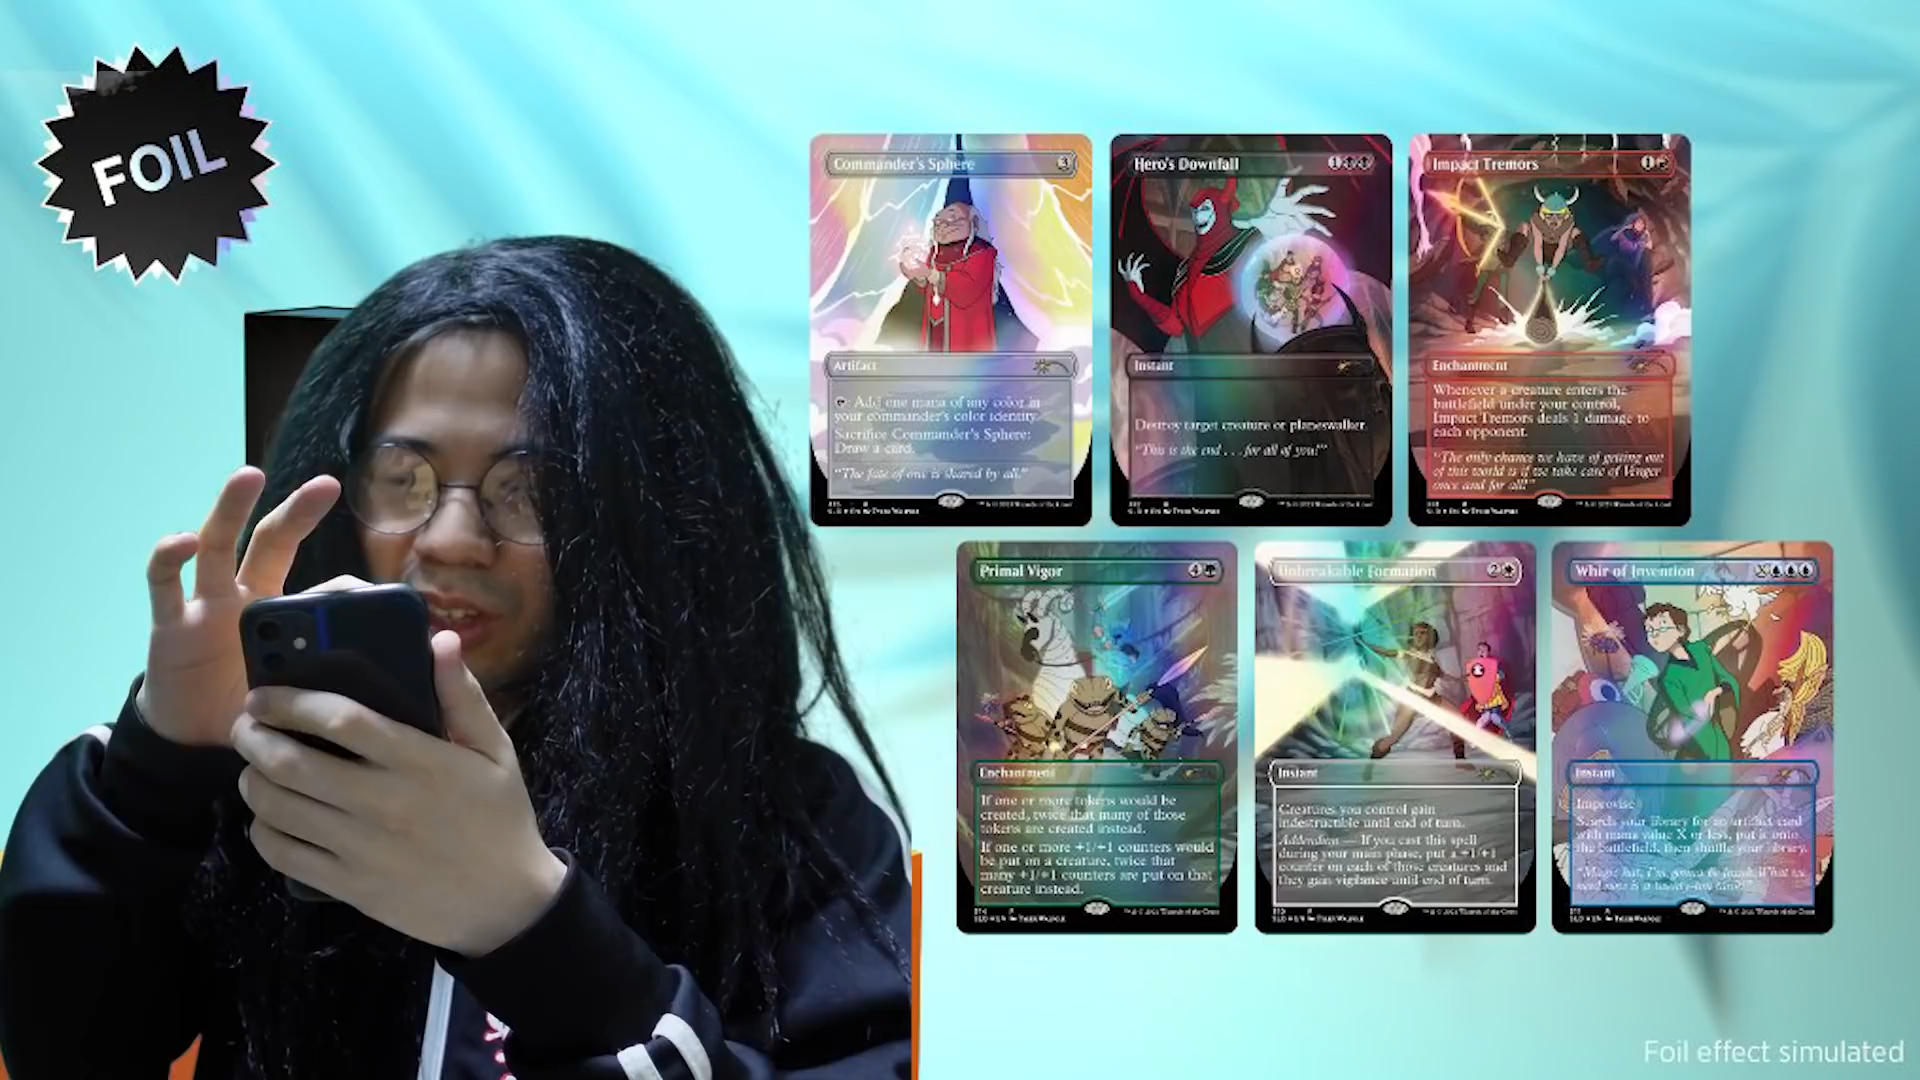 FOIL
Commander's Sphere 3
Artifact
: Add one mana of any color in
your commander's color identity.
Sacrifice Commander's Sphere:
Draw a card.
"The fate of one is shared by all."
Hero's Downfall 1
Instant
Destroy target creature or planeswalker.
"This is the end . . . for all of you!"
Impact Tremors 1
Enchantment
Whenever a creature enters the
battlefield under your control,
Impact Tremors deals 1 damage to
each opponent.
"The only chance we have of getting out
of this world is if we take care of Venger
once and for all!"
Primal Vigor 4
Enchantment
If one or more tokens would be
created, twice that many of those
tokens are created instead.
If one or more +1/+1 counters would
be put on a creature, twice that
many +1/+1 counters are put on that
creature instead.
Unbreakable Formation 2
Instant
Creatures you control gain
indestructible until end of turn.
Addendum — If you cast this spell
during your main phase, put a +1/+1
counter on each of those creatures and
they gain vigilance until end of turn.
Whir of Invention X
Instant
Improvise
Search your library for an artifact card
with mana value X or less, put it onto
the battlefield, then shuffle your library.
Foil effect simulated